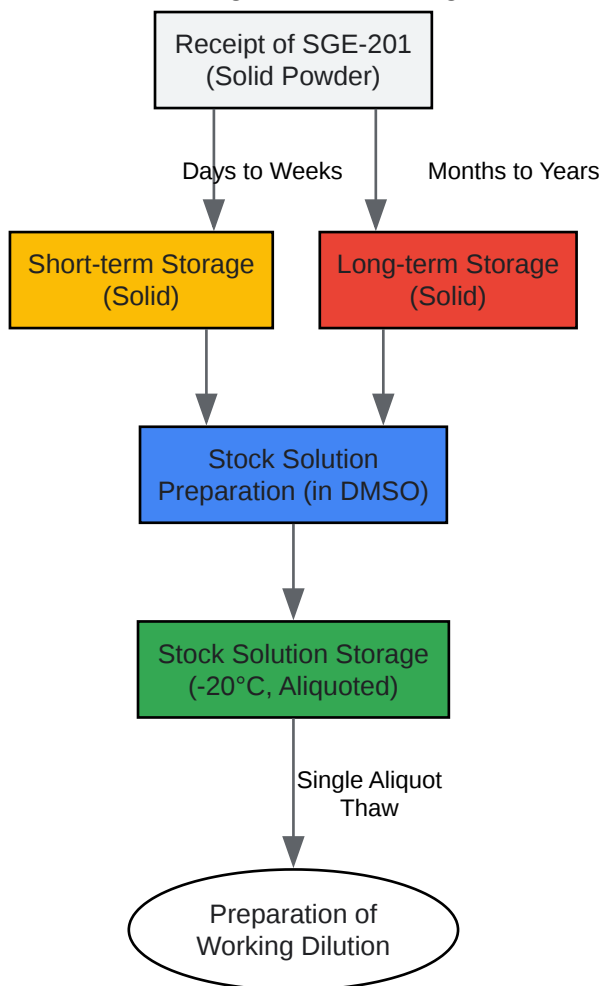 Receipt of SGE-201
(Solid Powder)
Days to Weeks
Months to Years
Short-term Storage
(Solid)
Long-term Storage
(Solid)
Stock Solution
Preparation (in DMSO)
Stock Solution Storage
(-20°C, Aliquoted)
Single Aliquot
Thaw
Preparation of
Working Dilution